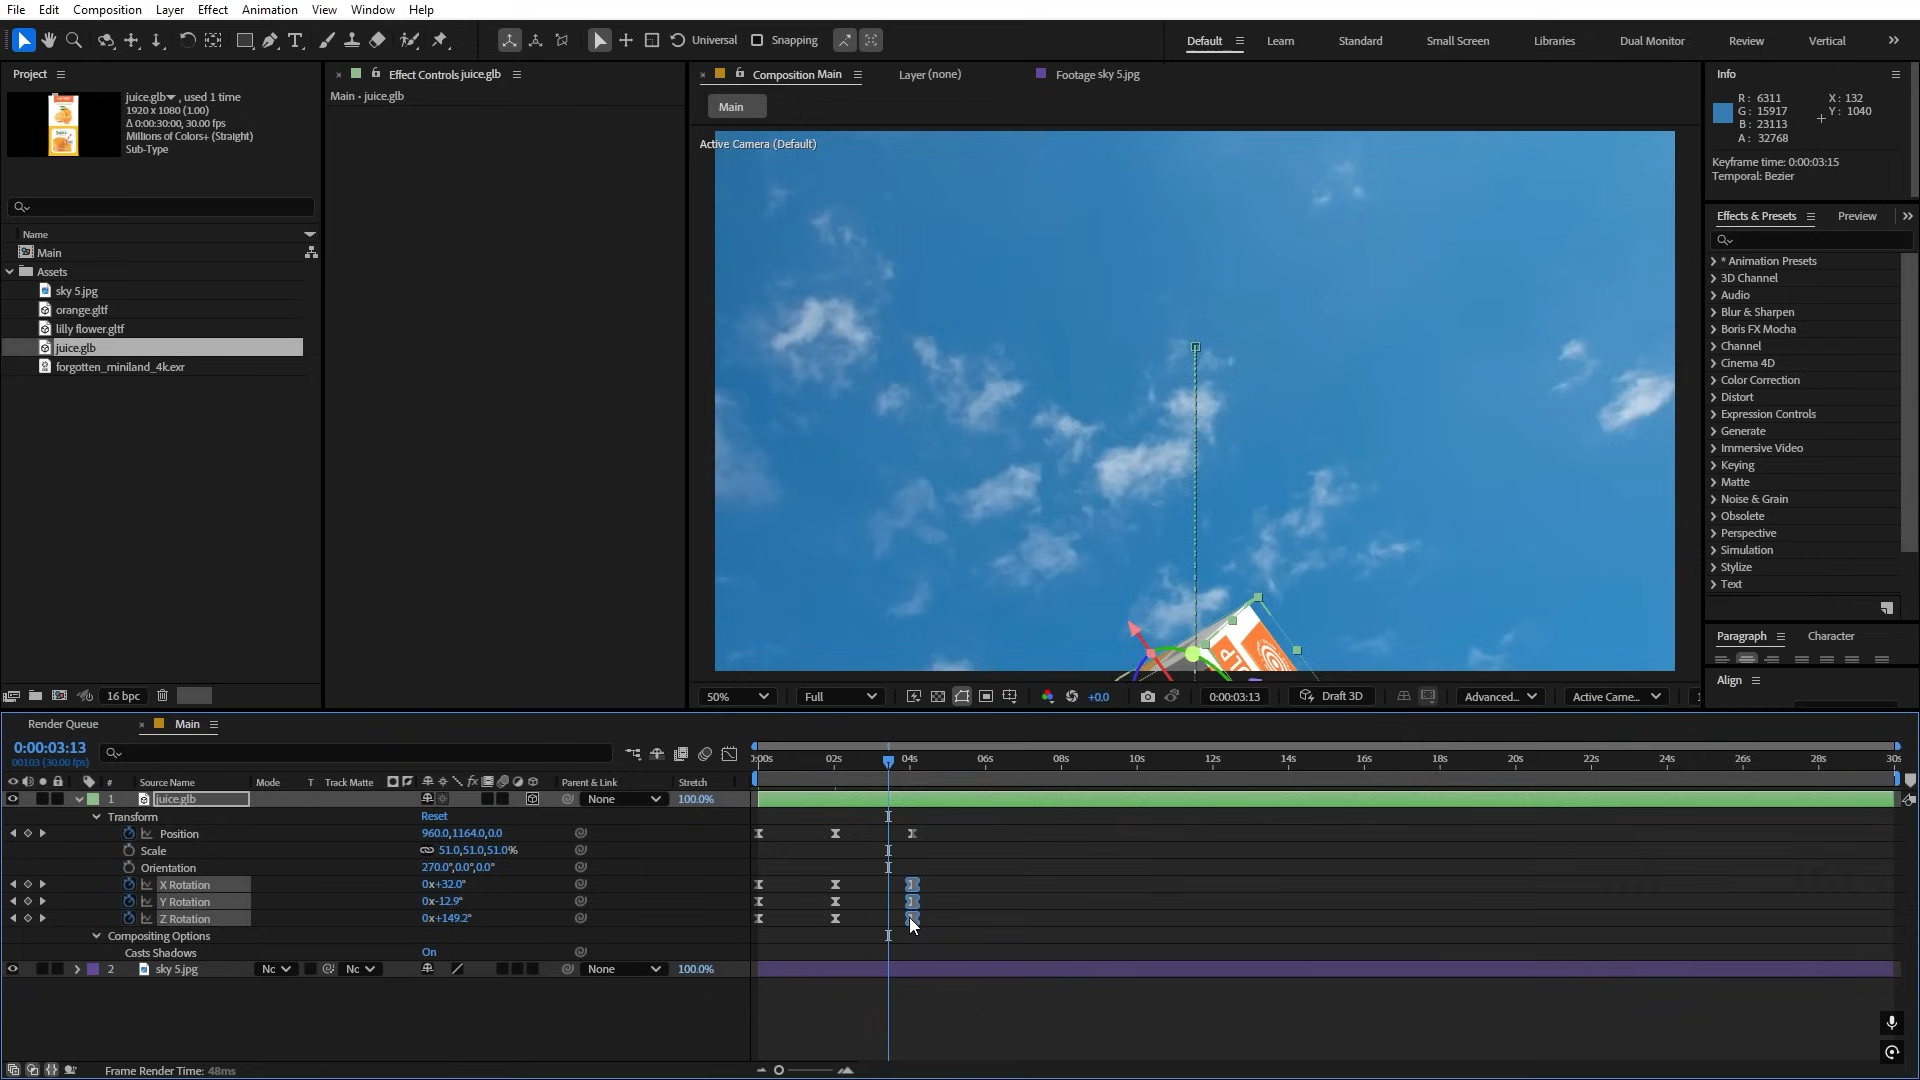 File Edit Composition Layer Effect Animation View Window Help
Universal Snapping
Default Learn Standard Small Screen Libraries Dual Monitor Review Vertical
Project
juice.glb , used 1 time
1920 x 1080 (1.00)
Δ 0:00:30:00, 30.00 fps
Millions of Colors+ (Straight)
Sub-Type
Name
Main
Assets
sky 5.jpg
orange.gltf
lilly flower.gltf
juice.glb
forgotten_miniland_4k.exr
16 bpc
Effect Controls juice.glb
Main • juice.glb
Composition Main Layer (none) Footage sky 5.jpg
Main
Active Camera (Default)
50% Full +0.0 0:00:03:13 Draft 3D Advanced... Active Came...
Info
R: 6311 X: 132
G: 15917 Y: 1040
B: 23113
A: 32768
Keyframe time: 0:00:03:15
Temporal: Bezier
Effects & Presets Preview
* Animation Presets
3D Channel
Audio
Blur & Sharpen
Boris FX Mocha
Channel
Cinema 4D
Color Correction
Distort
Expression Controls
Generate
Immersive Video
Keying
Matte
Noise & Grain
Obsolete
Perspective
Simulation
Stylize
Text
Paragraph Character
Align
Render Queue Main
0:00:03:13
00103 (30.00 fps)
# Source Name Mode T Track Matte fx Parent & Link Stretch
1 juice.glb None 100.0%
Transform Reset
Position 960.0,1164.0,0.0
Scale 51.0,51.0,51.0%
Orientation 270.0°,0.0°,0.0°
X Rotation 0x+32.0°
Y Rotation 0x-12.9°
Z Rotation 0x+149.2°
Compositing Options
Casts Shadows On
2 sky 5.jpg Nc Nc None 100.0%
02s 04s 06s 08s 10s 12s 14s 16s 18s 20s 22s 24s 26s 28s 30s
Frame Render Time: 48ms